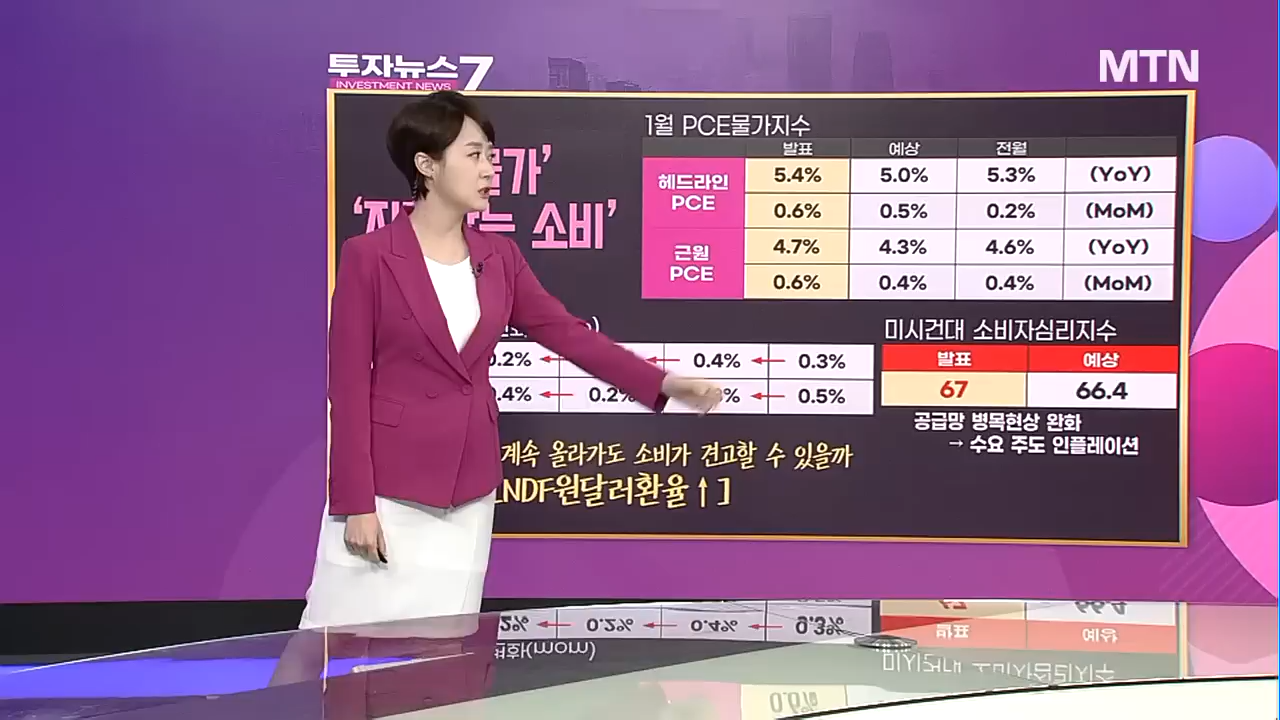 투자뉴스7
INVESTMENT NEWS
MTN
1월 PCE물가지수
발표 예상 전월
헤드라인 PCE 5.4% 5.0% 5.3% (YoY)
0.6% 0.5% 0.2% (MoM)
근원 PCE 4.7% 4.3% 4.6% (YoY)
0.6% 0.4% 0.4% (MoM)
소비’
0.4% ← 0.3%
← 0.5%
미시건대 소비자심리지수
발표 예상
67 66.4
공급망 병목현상 완화
→ 수요 주도 인플레이션
계속 올라가도 소비가 견고할 수 있을까
NDF원달러환율↑]